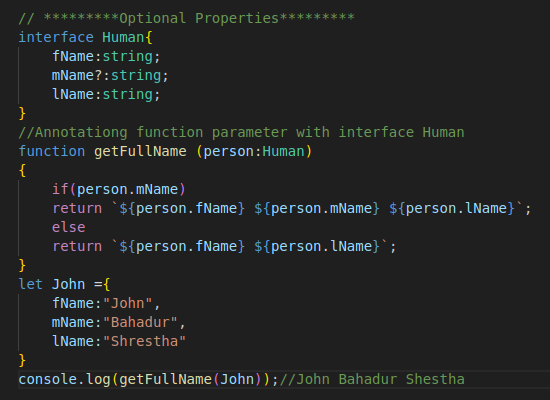 // *********Optional Properties*********
interface Human{
    fName:string;
    mName?:string;
    lName:string;
}
//Annotationg function parameter with interface Human
function getFullName (person:Human)
{
    if(person.mName)
    return `${person.fName} ${person.mName} ${person.lName}`;
    else
    return `${person.fName} ${person.lName}`;
}
let John ={
    fName:"John",
    mName:"Bahadur",
    lName:"Shrestha"
}
console.log(getFullName(John));//John Bahadur Shestha